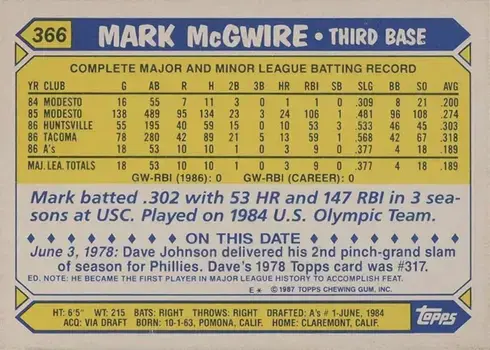 366 MARK McGWIRE • THIRD BASE
COMPLETE MAJOR AND MINOR LEAGUE BATTING RECORD
YR CLUB G AB R H 2B 3B HR RBI SB SLG BB SO AVG
84 MODESTO 16 55 7 11 3 0 1 1 0 .309 8 21 .200
85 MODESTO 138 489 95 134 23 3 24 106 1 .481 96 108 .274
86 HUNTSVILLE 55 195 40 59 15 0 10 53 3 .533 46 45 .303
86 TACOMA 78 280 42 89 21 5 13 59 1 .568 42 67 .318
86 A's 18 53 10 10 1 0 3 9 0 .377 4 18 .189
MAJ. LEA. TOTALS 18 53 10 10 1 0 3 9 0 .377 4 18 .189
GW-RBI (1986): 0 GW-RBI (CAREER): 0
Mark batted .302 with 53 HR and 147 RBI in 3 sea-
sons at USC. Played on 1984 U.S. Olympic Team.
ON THIS DATE
June 3, 1978: Dave Johnson delivered his 2nd pinch-grand slam
of season for Phillies. Dave's 1978 Topps card was #317.
ED. NOTE: HE BECAME THE FIRST PLAYER IN MAJOR LEAGUE HISTORY TO ACCOMPLISH FEAT.
E* ©1987 TOPPS CHEWING GUM, INC.
HT: 6'5" WT: 215 BATS: RIGHT THROWS: RIGHT DRAFTED: A's #1-JUNE, 1984
ACQ: VIA DRAFT BORN: 10-1-63, POMONA, CALIF. HOME: CLAREMONT, CALIF.
Topps